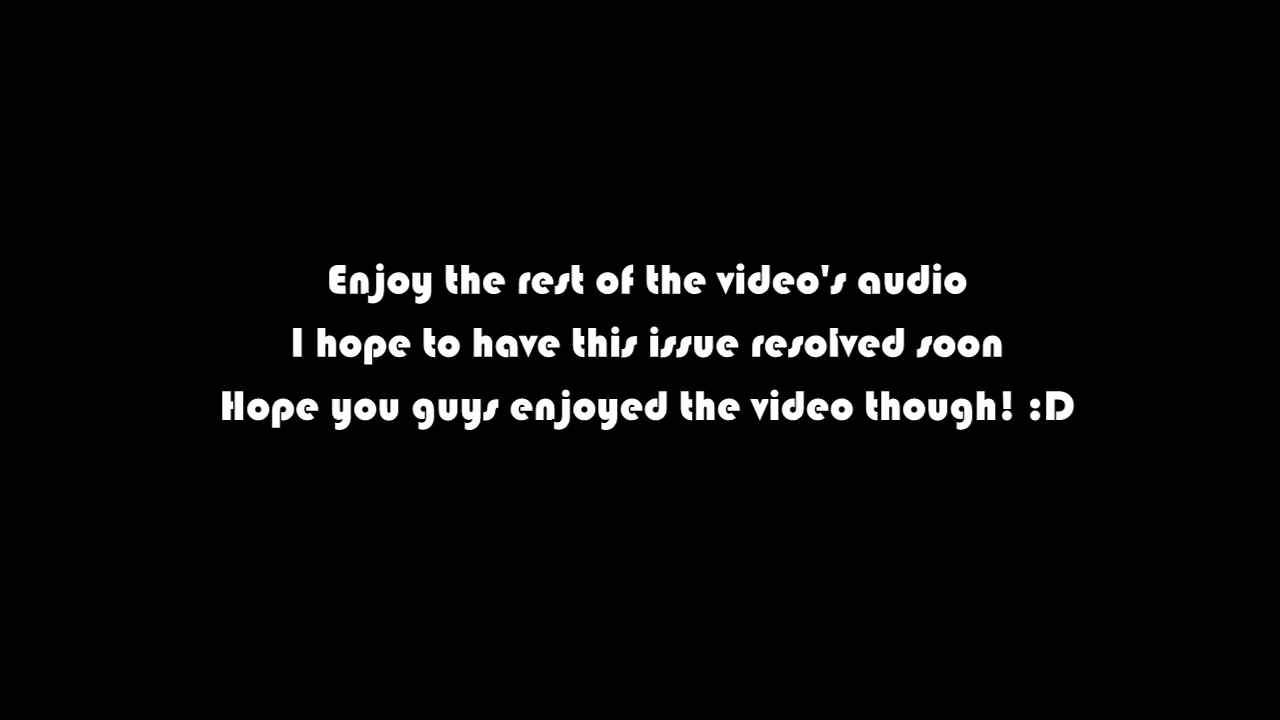 Enjoy the rest of the video's audio
I hope to have this issue resolved soon
Hope you guys enjoyed the video though! :D